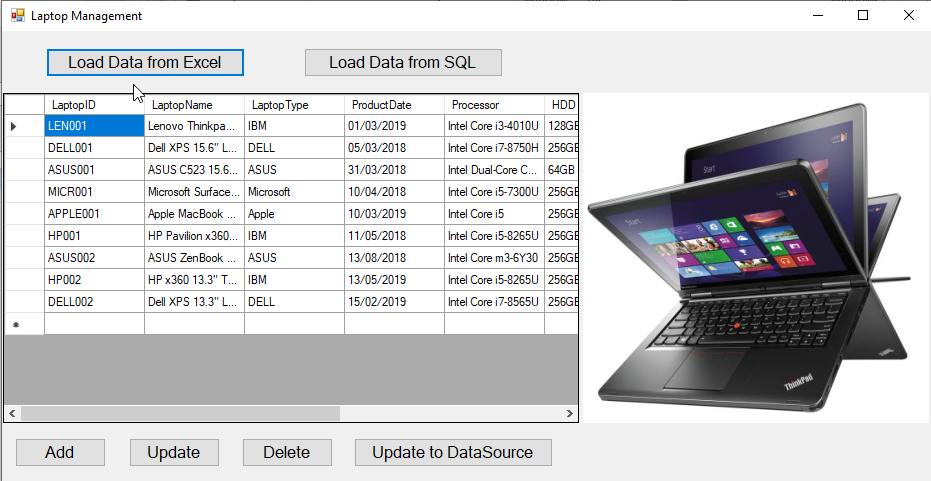 Laptop Management
Load Data from Excel Load Data from SQL
LaptopID LaptopName LaptopType ProductDate Processor HDD
LEN001 Lenovo Thinkpa... IBM 01/03/2019 Intel Core i3-4010U 128GB
DELL001 Dell XPS 15.6" L... DELL 05/03/2018 Intel Core i7-8750H 256GB
ASUS001 ASUS C523 15.6... ASUS 31/03/2018 Intel Dual-Core C... 64GB
MICR001 Microsoft Surface... Microsoft 10/04/2018 Intel Core i5-7300U 256GB
APPLE001 Apple MacBook ... Apple 10/03/2019 Intel Core i5 256GB
HP001 HP Pavilion x360... IBM 11/05/2018 Intel Core i5-8265U 256GB
ASUS002 ASUS ZenBook ... ASUS 13/08/2018 Intel Core m3-6Y30 256GB
HP002 HP x360 13.3" T... IBM 13/05/2019 Intel Core i5-8265U 256GB
DELL002 Dell XPS 13.3" L... DELL 15/02/2019 Intel Core i7-8565U 256GB
Start
Start
ThinkPad
Add Update Delete Update to DataSource